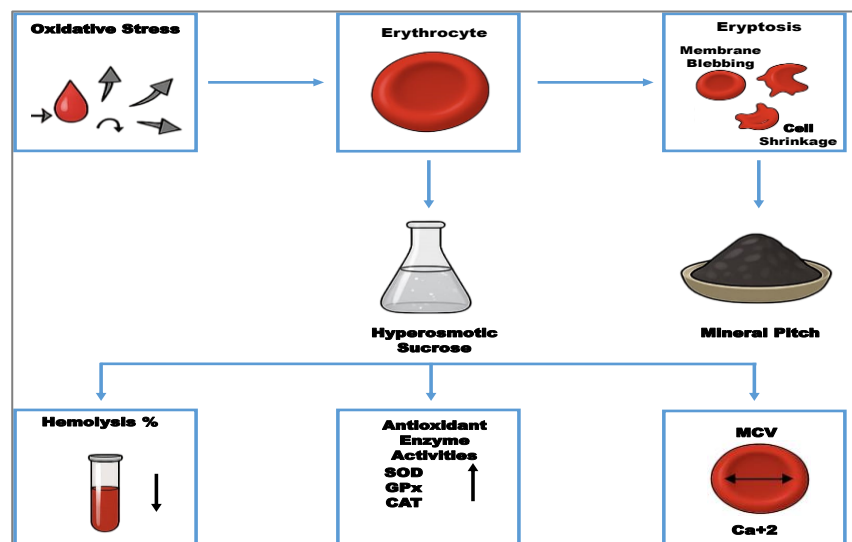 Oxidative Stress
Erythrocyte
Eryptosis
Membrane
Blebbing
Cell
Shrinkage
Hyperosmotic
Sucrose
Mineral Pitch
Hemolysis %
Antioxidant
Enzyme
Activities
SOD
GPx
CAT
MCV
Ca+2